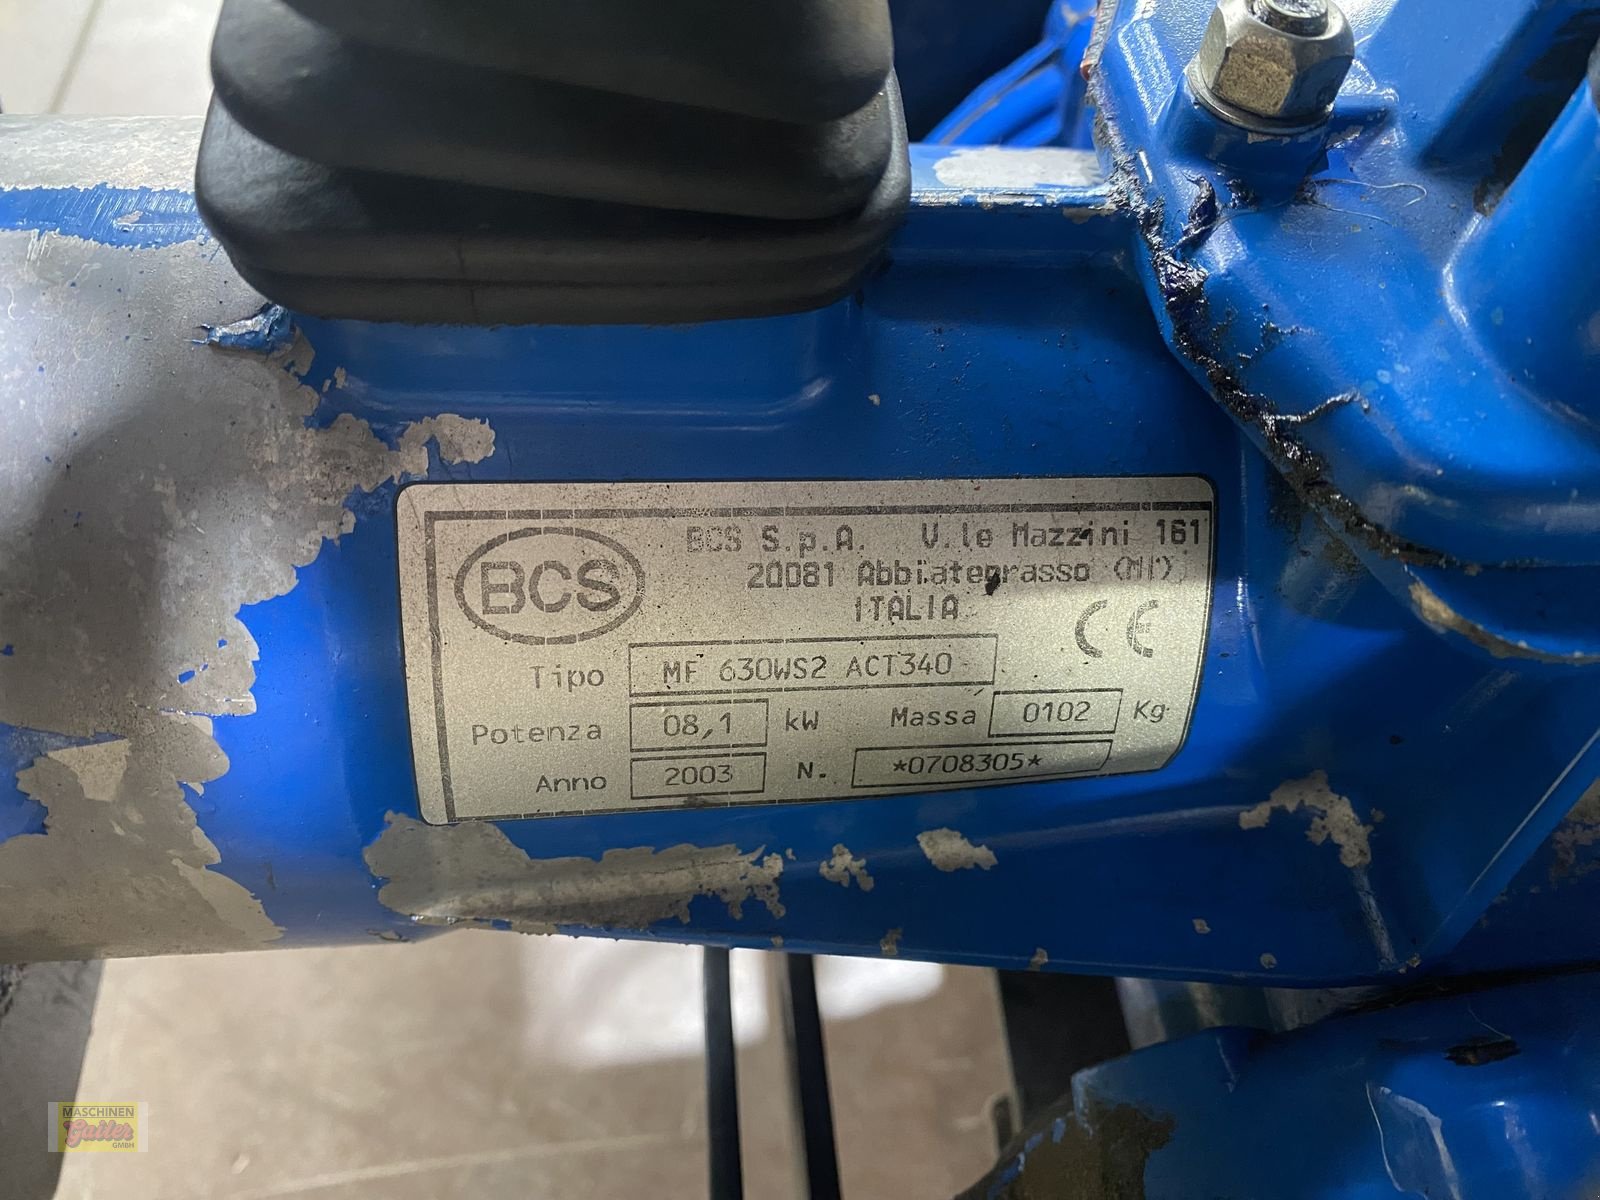 BCS
BCS S.p.A. V.le Mazzini 161
20081 Abbiategrasso (MI)
ITALIA
CE
Tipo MF 630WS2 ACT340
Potenza 08,1 kW Massa 0102 Kg
Anno 2003 N. *0708305*
MASCHINEN
Gailer
GMBH